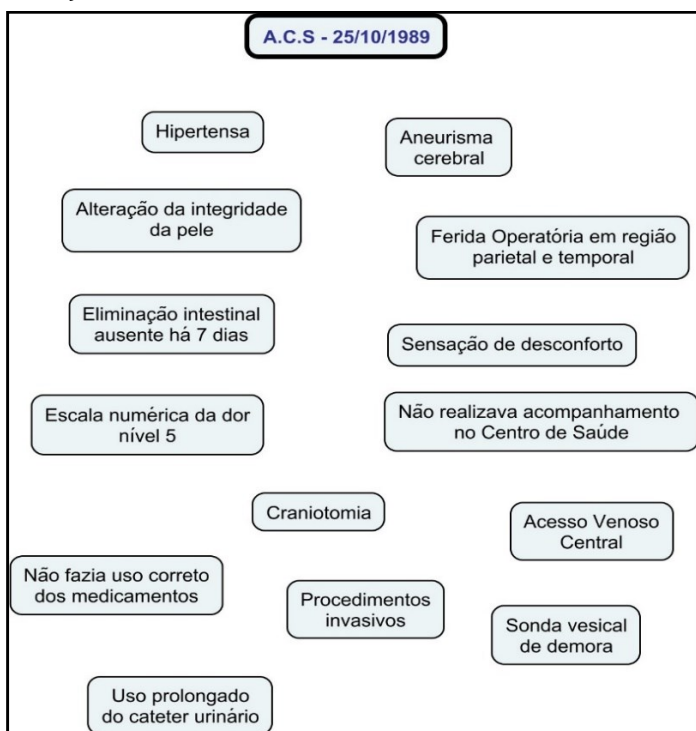 A.C.S - 25/10/1989
Hipertensa
Aneurisma
cerebral
Alteração da integridade
da pele
Ferida Operatória em região
parietal e temporal
Eliminação intestinal
ausente há 7 dias
Sensação de desconforto
Escala numérica da dor
nível 5
Não realizava acompanhamento
no Centro de Saúde
Craniotomia
Acesso Venoso
Central
Não fazia uso correto
dos medicamentos
Procedimentos
invasivos
Sonda vesical
de demora
Uso prolongado
do cateter urinário